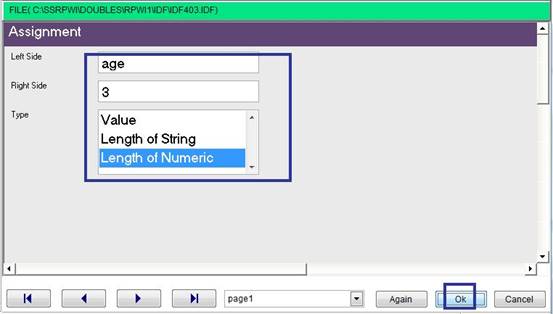 FILE( C:\SSRPWI\DOUBLES\RPWI1\IDF\IDF403.IDF)
Assignment
Left Side
age
Right Side
3
Type
Value
Length of String
Length of Numeric
page1
Again
Ok
Cancel